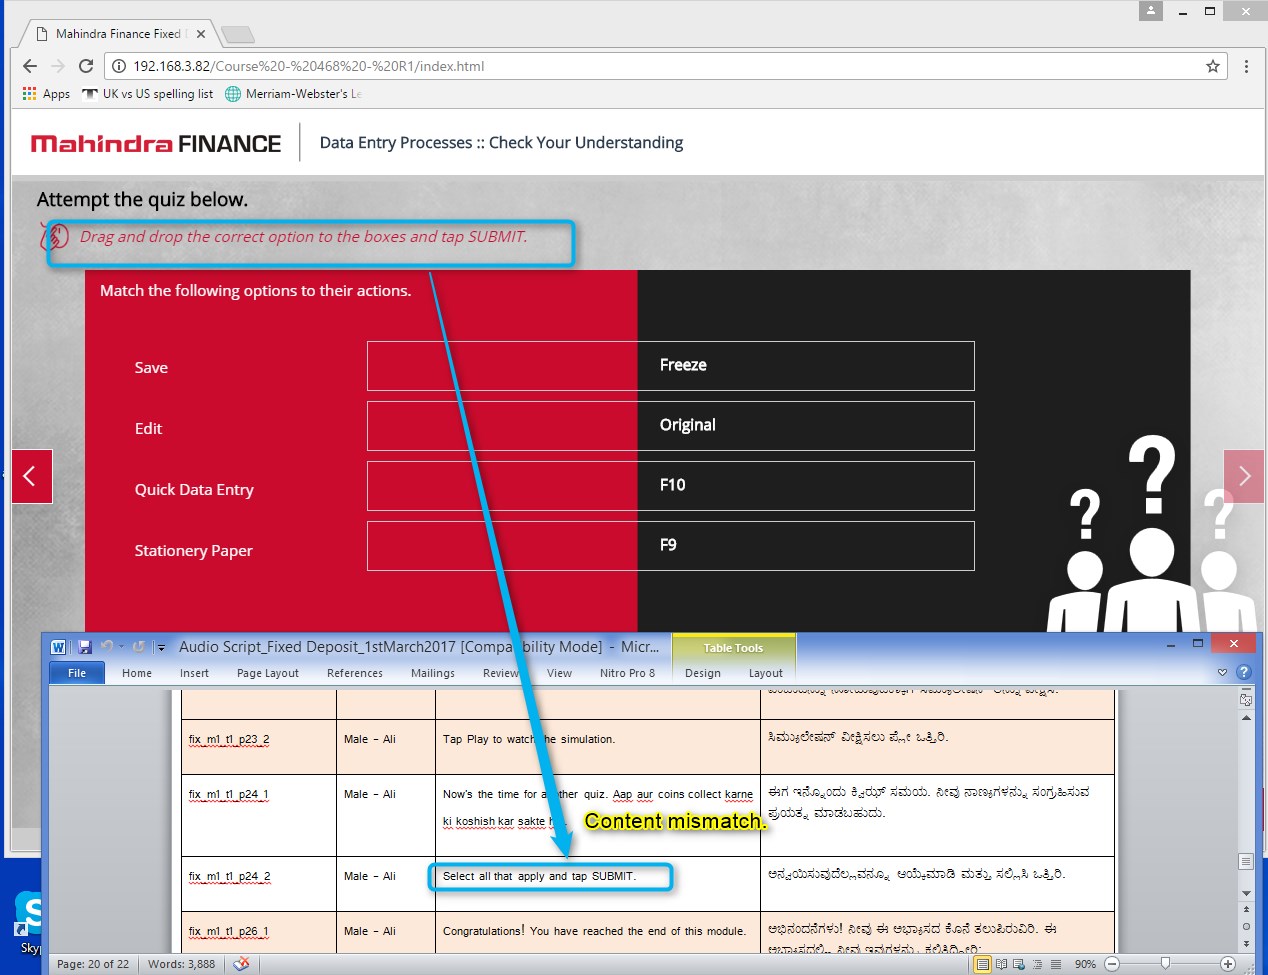 Mahindra Finance Fixed
192.168.3.82/Course%20-%20468%20-%20R1/index.html
Apps UK vs US spelling list Merriam-Webster's Le
Mahindra FINANCE
Data Entry Processes :: Check Your Understanding
Attempt the quiz below.
Drag and drop the correct option to the boxes and tap SUBMIT.
Match the following options to their actions.
Save Freeze
Edit Original
Quick Data Entry F10
Stationery Paper F9
Audio Script_Fixed Deposit_1stMarch2017 [Compatibility Mode] - Micr...
Table Tools
File Home Insert Page Layout References Mailings Review View Nitro Pro 8 Design Layout
fix_m1_t1_p23_2 Male – Ali Tap Play to watch the simulation. ಸಿಮ್ಯುಲೇಷನ್ ವೀಕ್ಷಿಸಲು ಪ್ಲೇ ಒತ್ತಿರಿ.
fix_m1_t1_p24_1 Male – Ali Now's the time for another quiz. Aap aur coins collect karne ಈಗ ಇನ್ನೊಂದು ಕ್ವಿಝ್ ಸಮಯ. ನೀವು ನಾಣ್ಯಗಳನ್ನು ಸಂಗ್ರಹಿಸುವ
ki koshish kar sakte ಪ್ರಯತ್ನ ಮಾಡಬಹುದು.
Content mismatch.
fix_m1_t1_p24_2 Male – Ali Select all that apply and tap SUBMIT. ಅನ್ವಯಿಸುವುದೆಲ್ಲವನ್ನೂ ಆಯ್ಕೆಮಾಡಿ ಮತ್ತು ಸಲ್ಲಿಸಿ ಒತ್ತಿರಿ.
fix_m1_t1_p26_1 Male – Ali Congratulations! You have reached the end of this module. ಅಭಿನಂದನೆಗಳು! ನೀವು ಈ ಅಭ್ಯಾಸದ ಕೊನೆ ತಲುಪಿರುವಿರಿ. ಈ
Skyp
Page: 20 of 22 Words: 3,888 90%